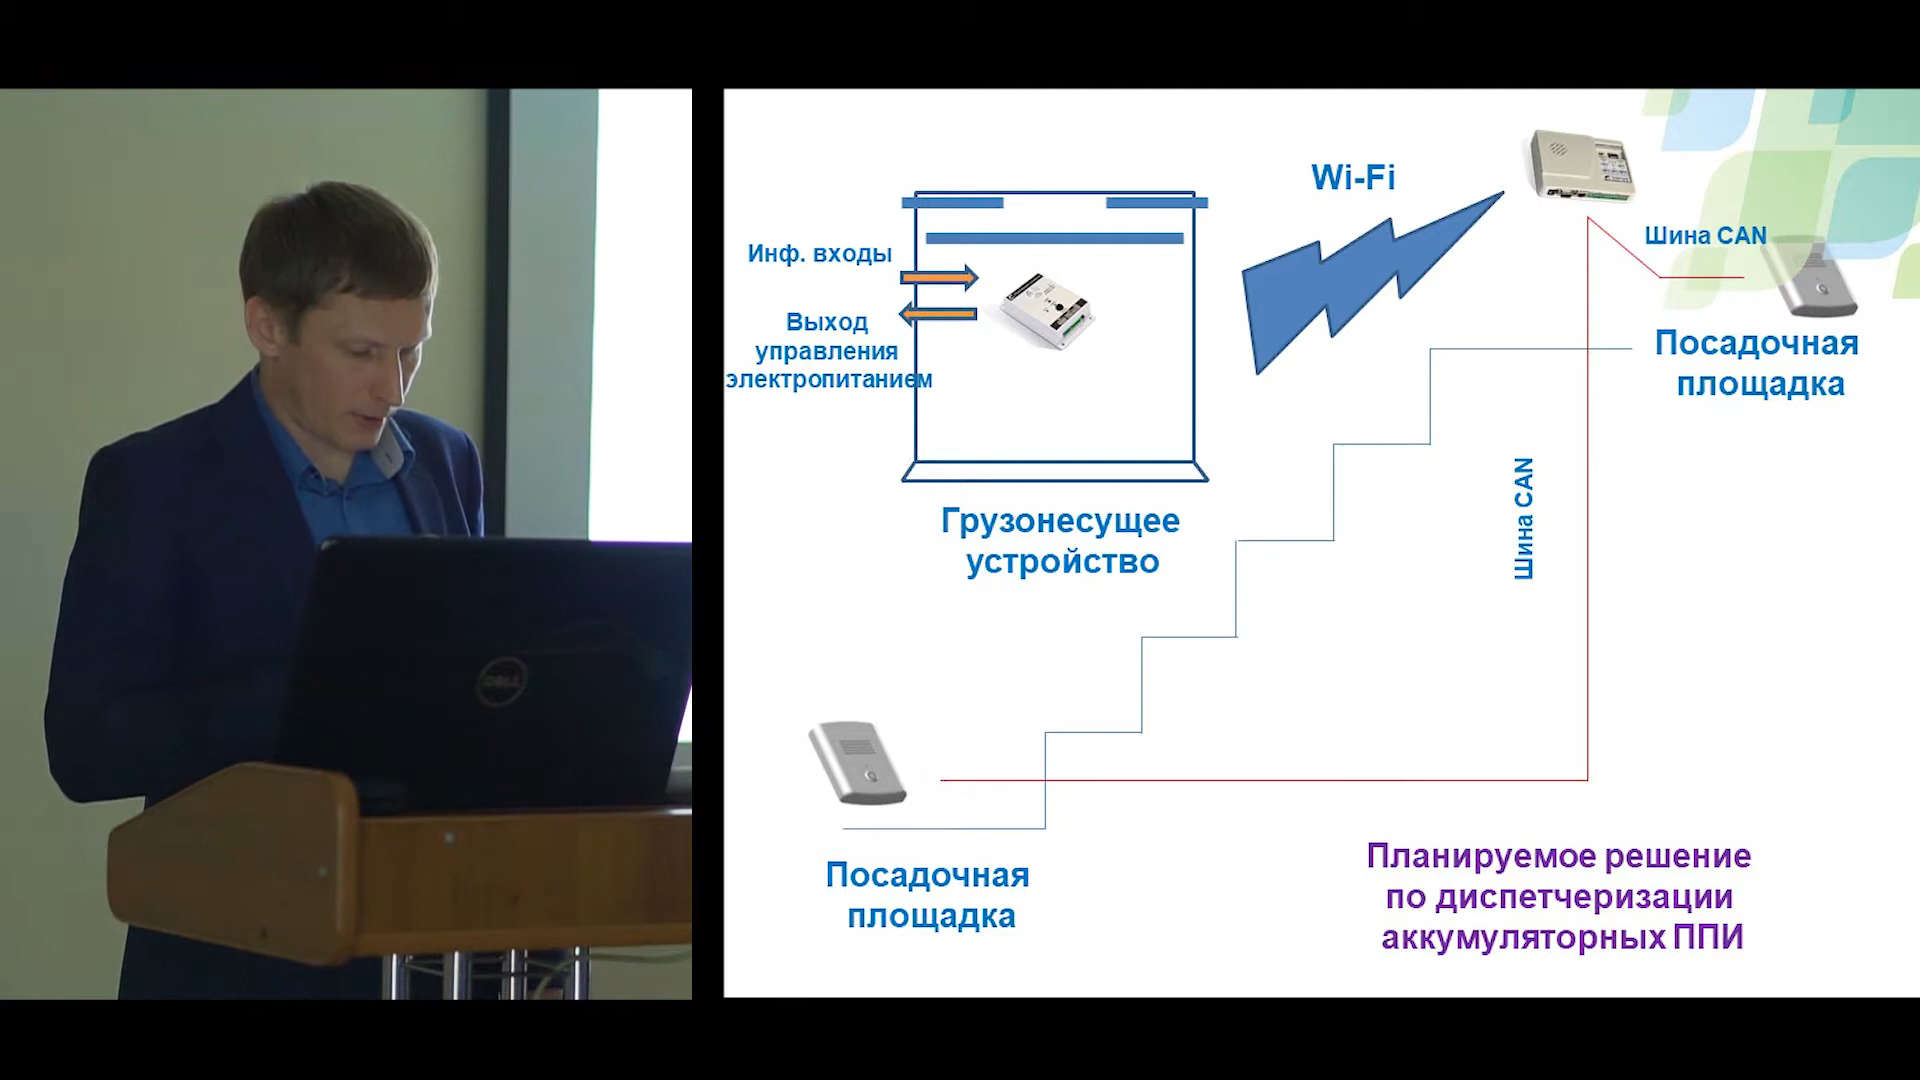 Wi-Fi
Шина CAN
Инф. входы
Выход
управления
электропитанием
Посадочная
площадка
Шина CAN
Грузонесущее
устройство
DELL
Посадочная
площадка
Планируемое решение
по диспетчеризации
аккумуляторных ППИ